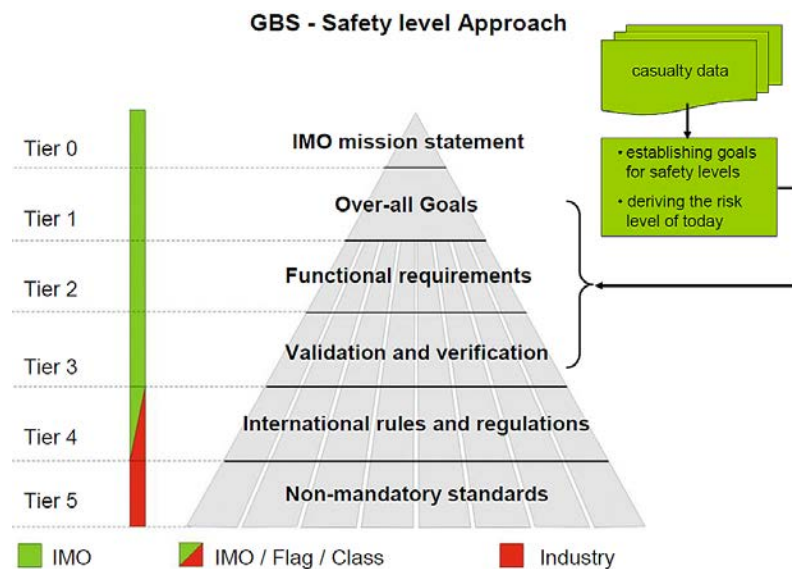 GBS - Safety level Approach
casualty data
• establishing goals
for safety levels
• deriving the risk
level of today
Tier 0
IMO mission statement
Tier 1
Over-all Goals
Tier 2
Functional requirements
Tier 3
Validation and verification
Tier 4
International rules and regulations
Tier 5
Non-mandatory standards
IMO
IMO / Flag / Class
Industry